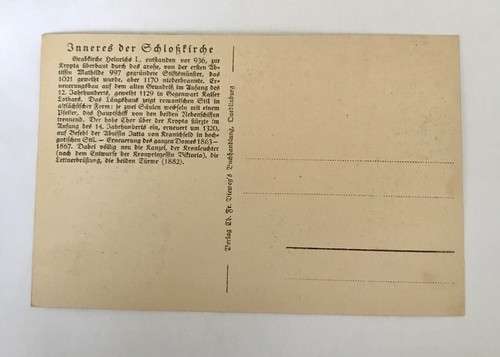 Inneres der Schloßkirche
Grabkirche Heinrichs I., entstanden vor 936, zur
Krypta überbaut durch das große, von der ersten Äb-
tissin Mathilde 997 gegründete Stiftsmünster, das
1021 geweiht wurde, aber 1170 niederbrannte. Er-
neuerungsbau auf dem alten Grundriß im Anfang des
12. Jahrhunderts, geweiht 1129 in Gegenwart Kaiser
Lothars. Das Langhaus zeigt romanischen Stil in
altsächsischer Form: je zwei Säulen wechseln mit einem
Pfeiler, das Hauptschiff von den beiden Nebenschiffen
trennend. Der hohe Chor über der Krypta stürzte im
Anfang des 14. Jahrhunderts ein, erneuert um 1320,
auf Befehl der Äbtissin Jutta von Kranichfeld in hoch-
gotischen Stil. — Erneuerung des ganzen Domes 1863–
1867. Dabei völlig neu die Kanzel, der Kronleuchter
(nach dem Entwurfe der Kronprinzessin Viktoria), die
Lettnerbrüstung, die beiden Türme (1882).
Verlag Ch. Fr. Vieweg's Buchhandlung, Quedlinburg